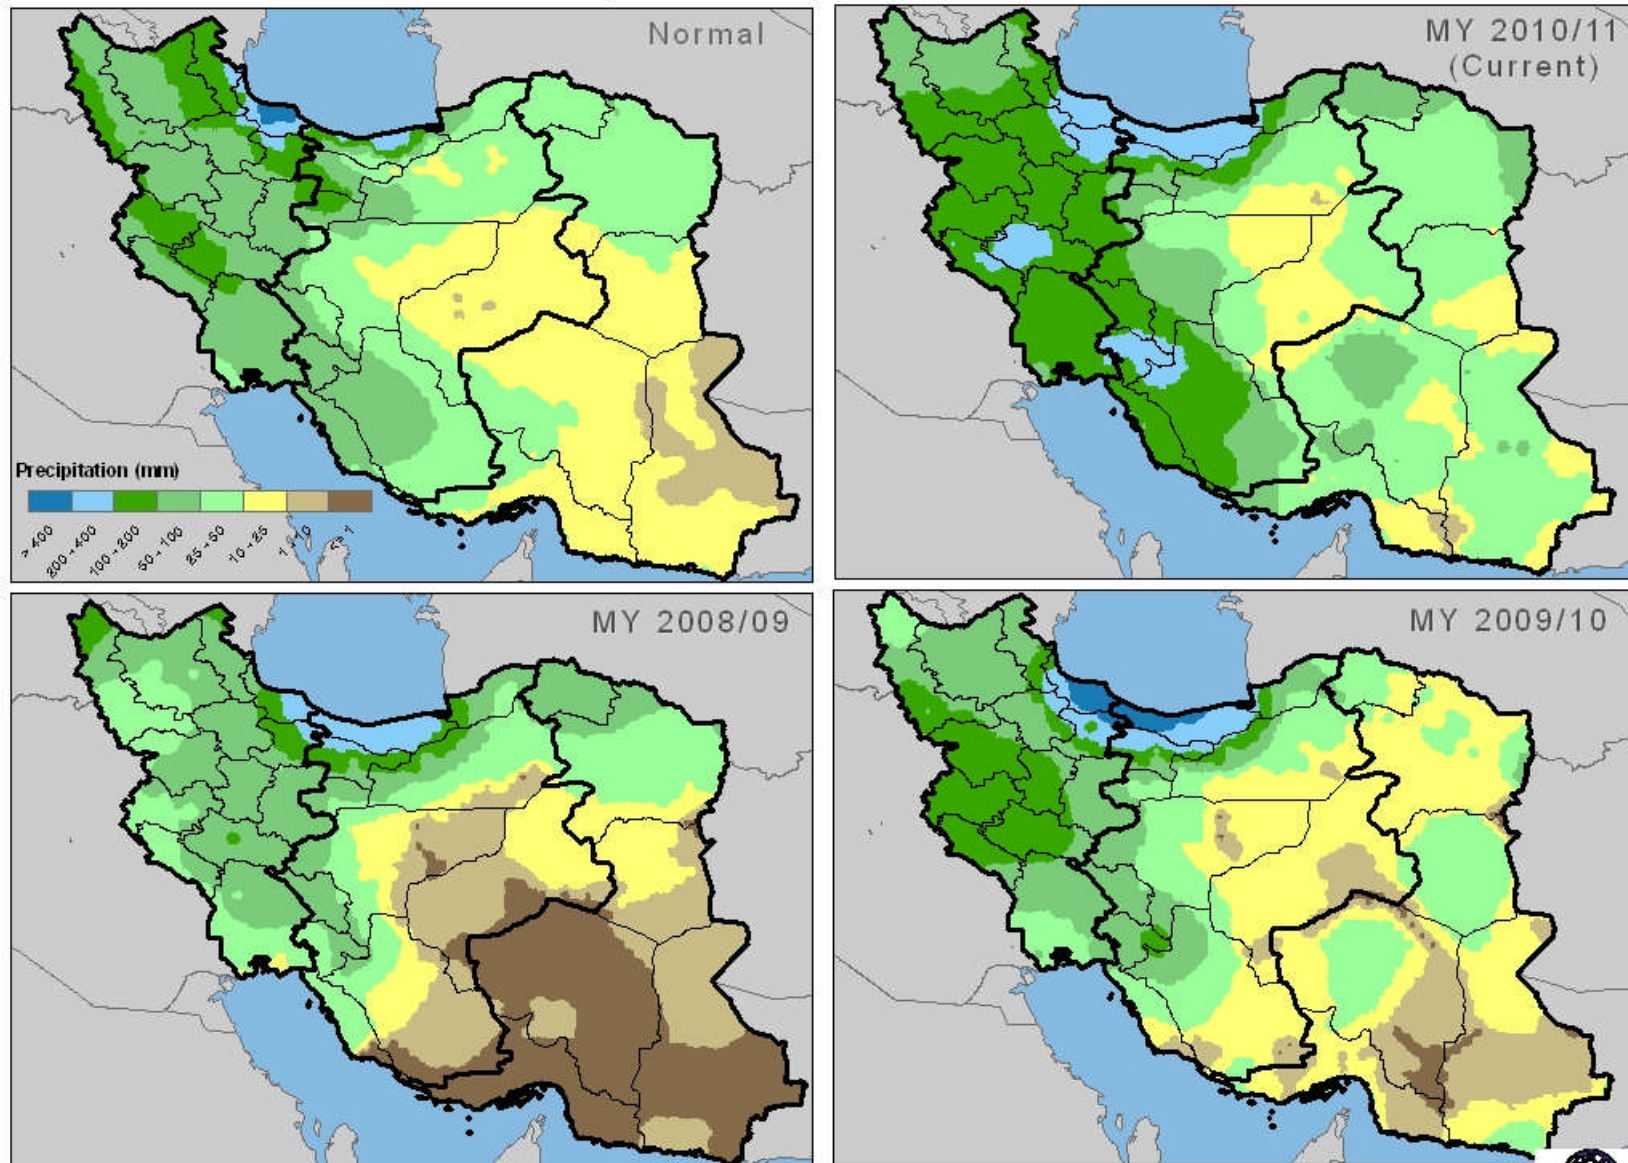 Normal
MY 2010/11
(Current)
Precipitation (mm)
> 400
200 - 400
100 - 200
50 - 100
25 - 50
10 - 25
1 - 10
<= 1
MY 2008/09
MY 2009/10